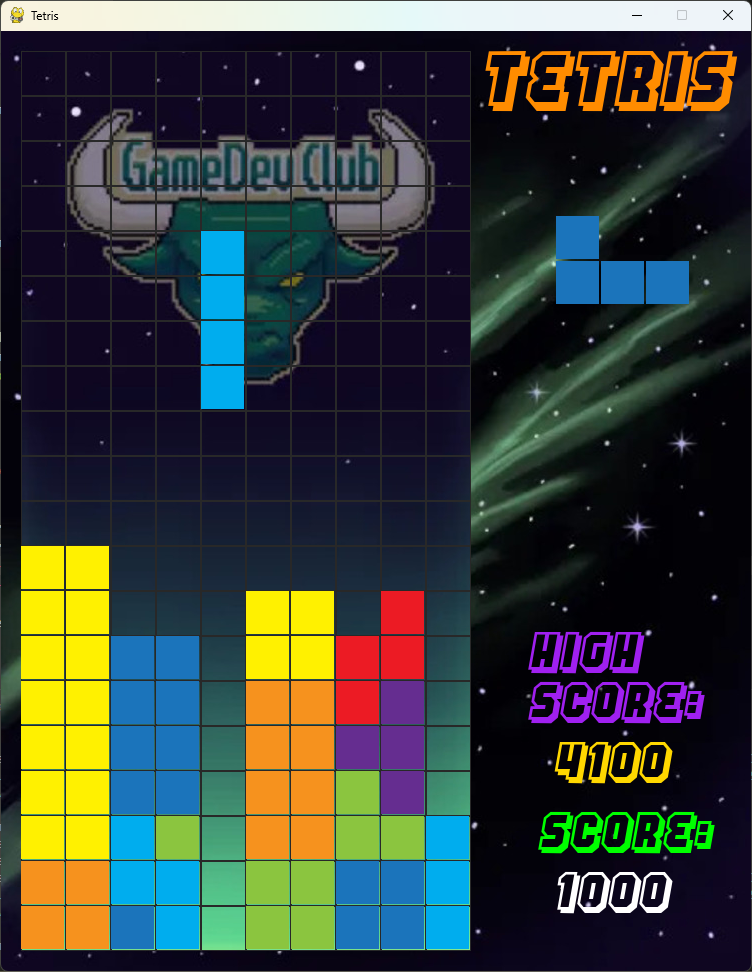 Tetris
TETRIS
GameDev Club
HIGH
SCORE:
4100
SCORE:
1000